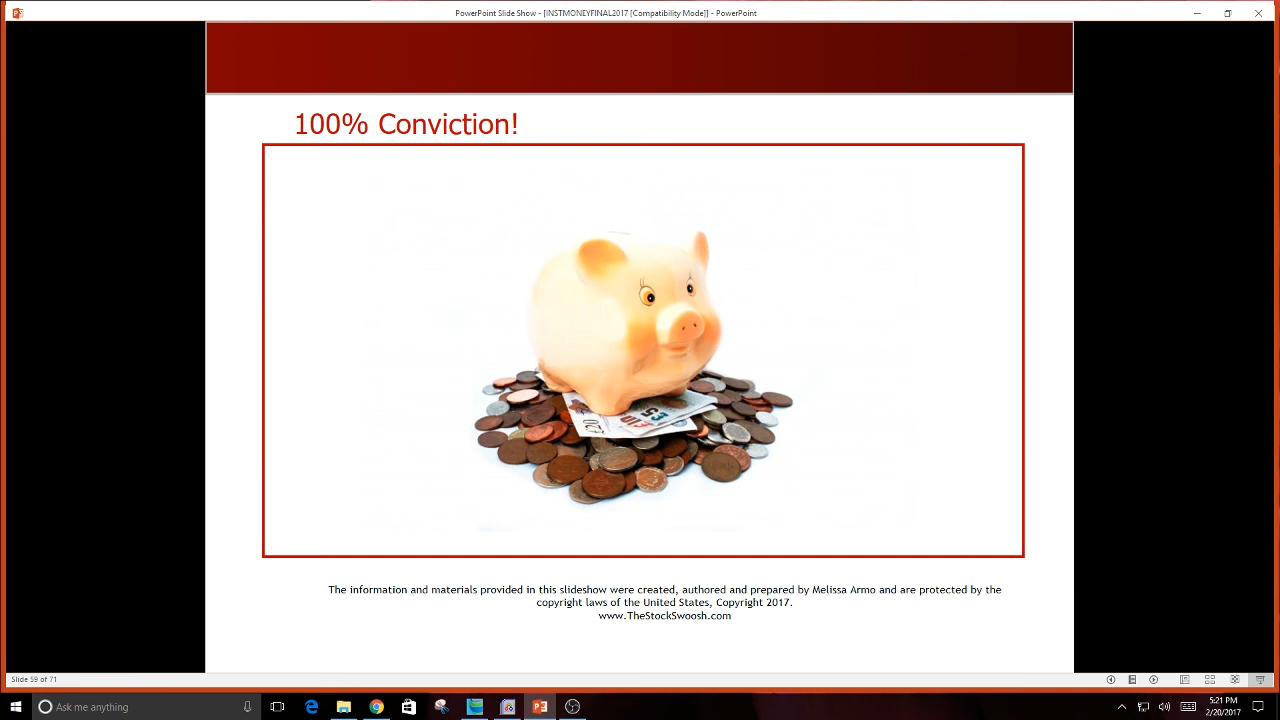 PowerPoint Slide Show - [INSTMONEYFINAL2017 [Compatibility Mode]] - PowerPoint
100% Conviction!
The information and materials provided in this slideshow were created, authored and prepared by Melissa Armo and are protected by the
copyright laws of the United States, Copyright 2017.
www.TheStockSwoosh.com
Slide 59 of 71
Ask me anything
5:21 PM
2/20/2017